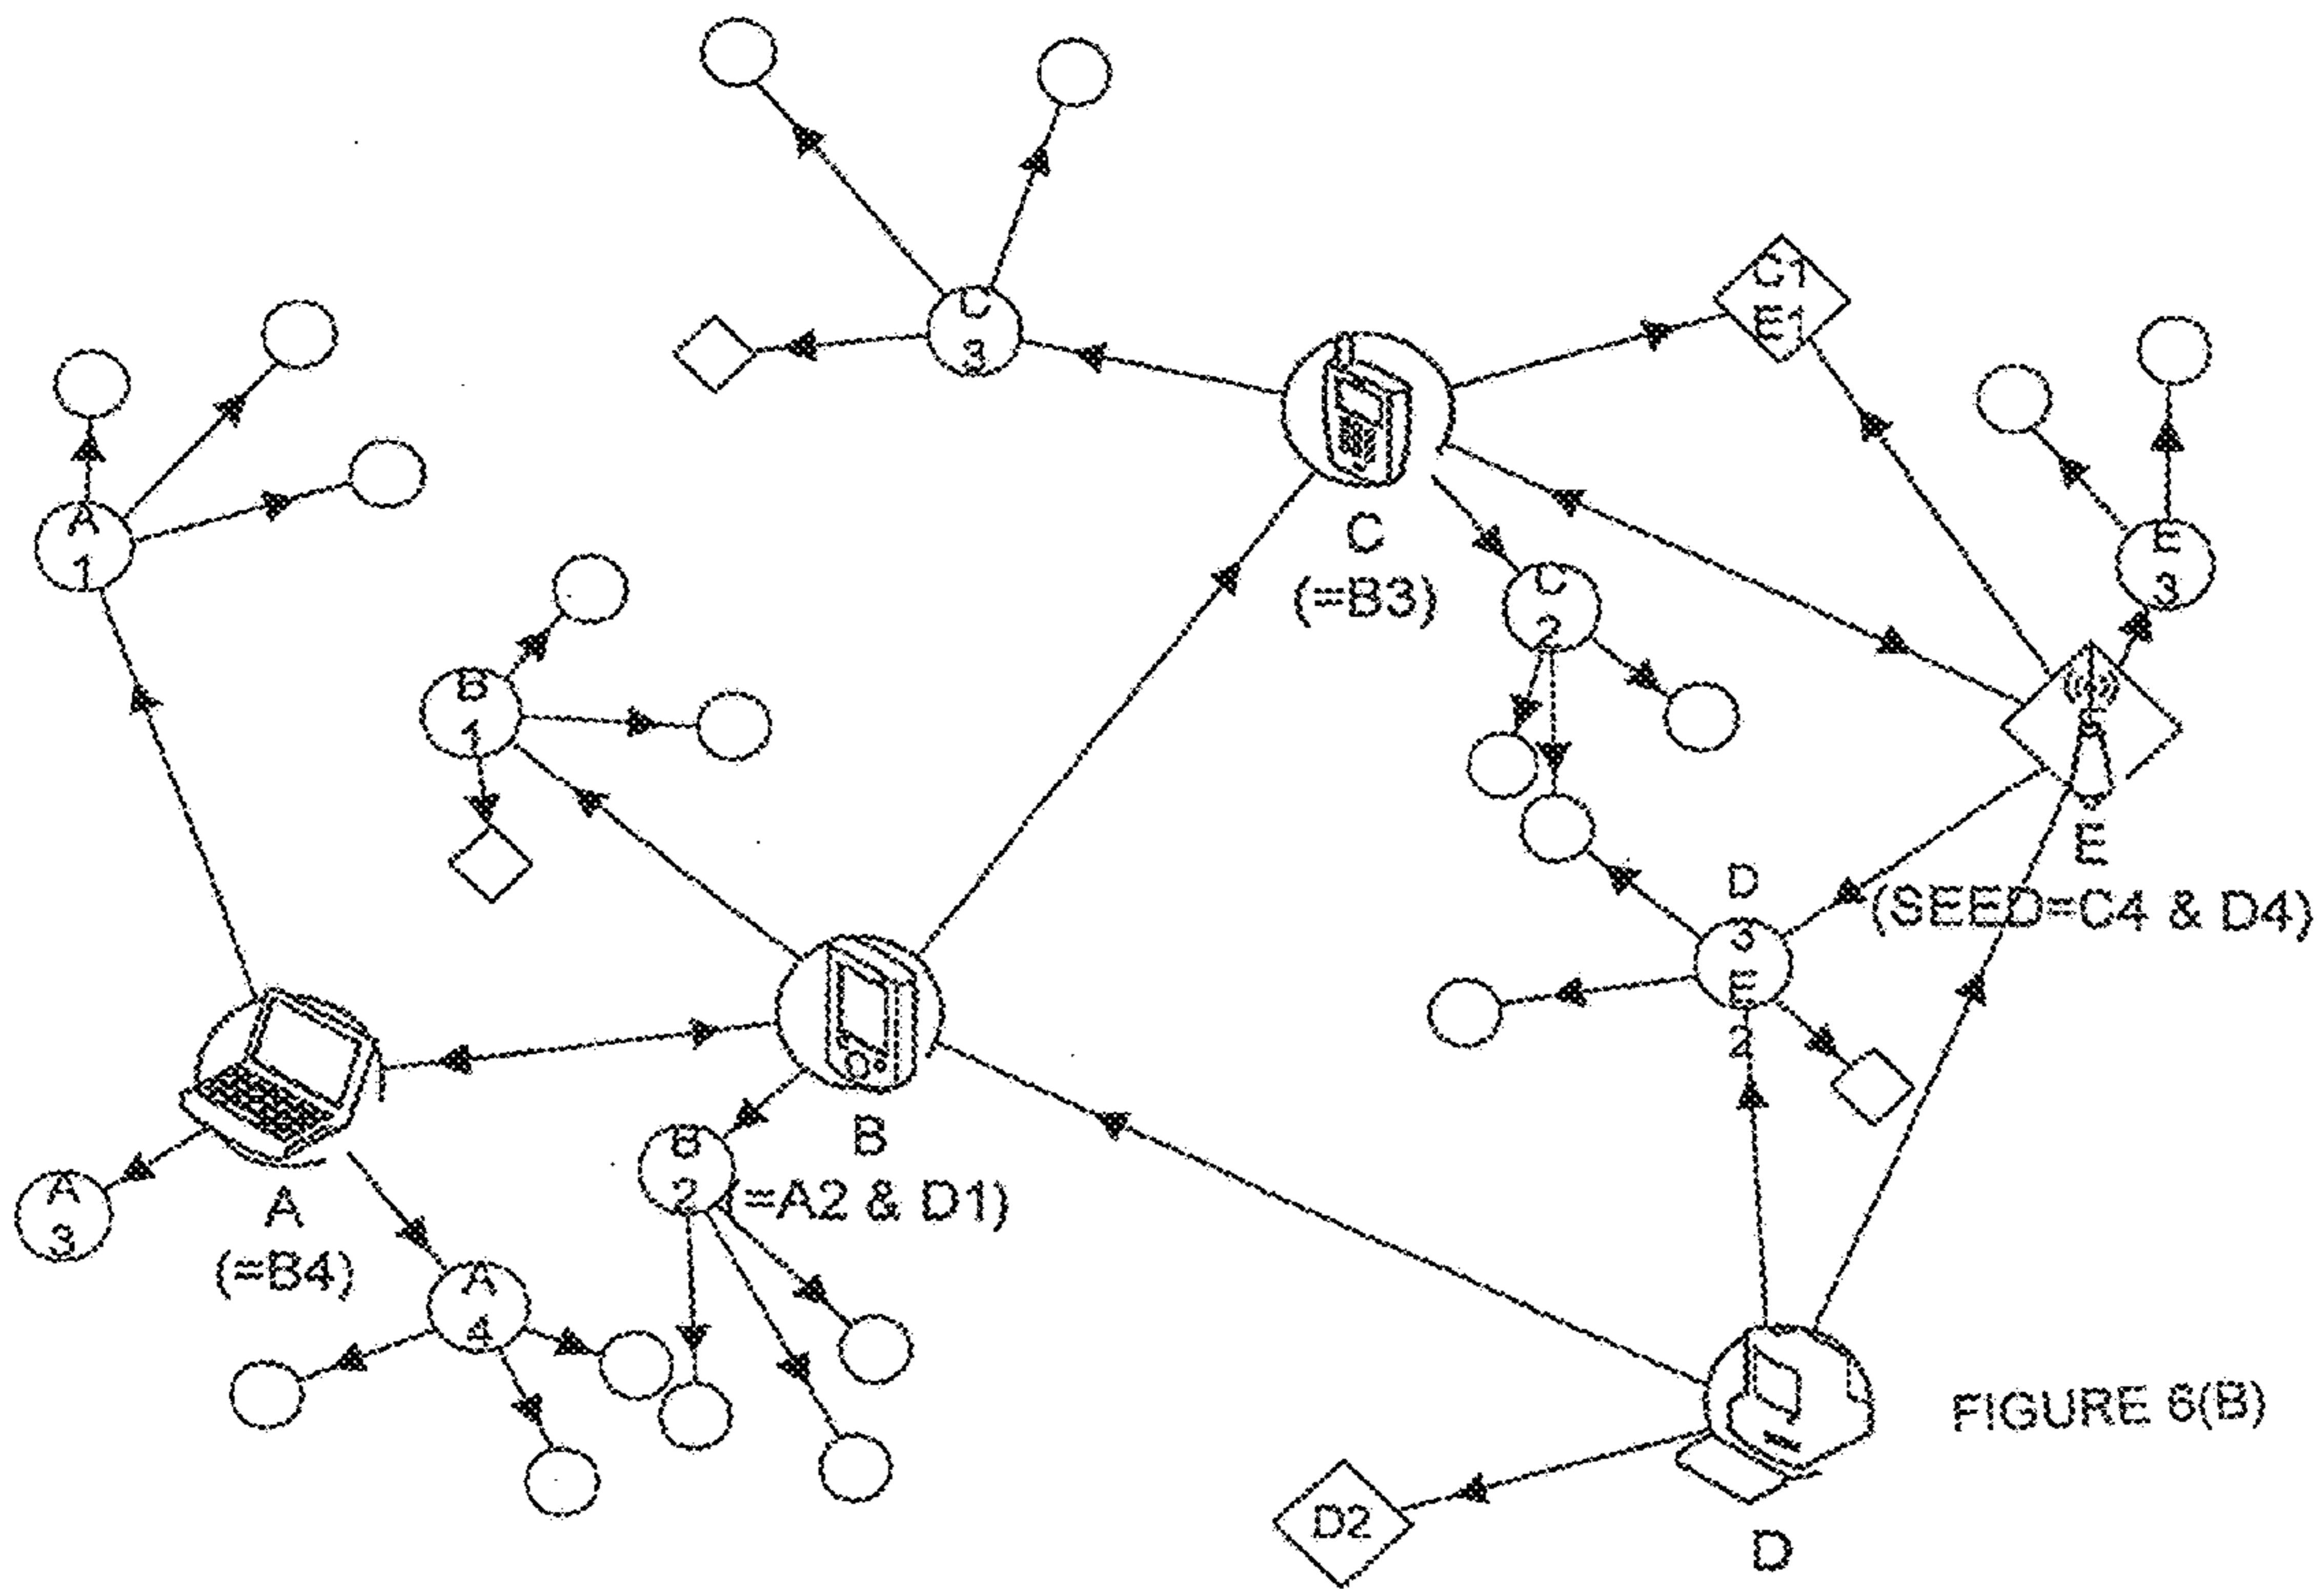 C
3
C1
E1
A
1
E
3
C
(=B3)
C
2
B
1
E
(SEED=C4 & D4)
D
3
E
2
B
(=A2 & D1)
B
2
A
3
A
(=B4)
A
4
FIGURE 6(B)
D2
D